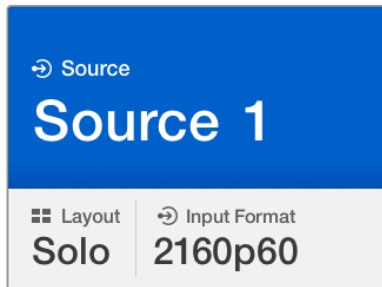 Source
Source 1
Layout
Input Format
Solo
2160p60